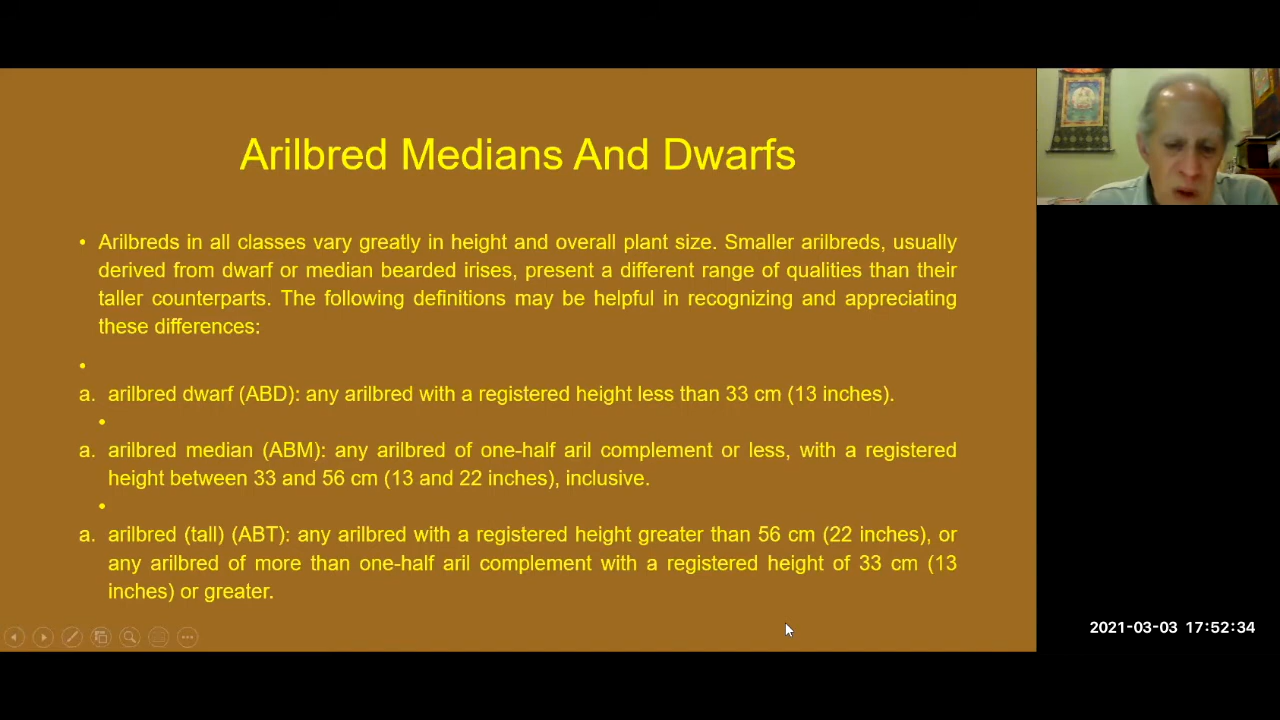 Arilbred Medians And Dwarfs
• Arilbreds in all classes vary greatly in height and overall plant size. Smaller arilbreds, usually
derived from dwarf or median bearded irises, present a different range of qualities than their
taller counterparts. The following definitions may be helpful in recognizing and appreciating
these differences:
•
a. arilbred dwarf (ABD): any arilbred with a registered height less than 33 cm (13 inches).
•
a. arilbred median (ABM): any arilbred of one-half aril complement or less, with a registered
height between 33 and 56 cm (13 and 22 inches), inclusive.
•
a. arilbred (tall) (ABT): any arilbred with a registered height greater than 56 cm (22 inches), or
any arilbred of more than one-half aril complement with a registered height of 33 cm (13
inches) or greater.
2021-03-03 17:52:34